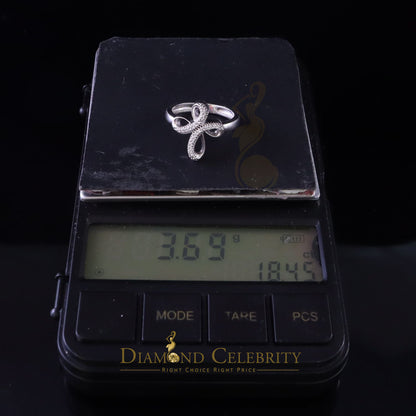 3.69 g
18.45
MODE TARE PCS
DIAMOND CELEBRITY
RIGHT CHOICE RIGHT PRICE